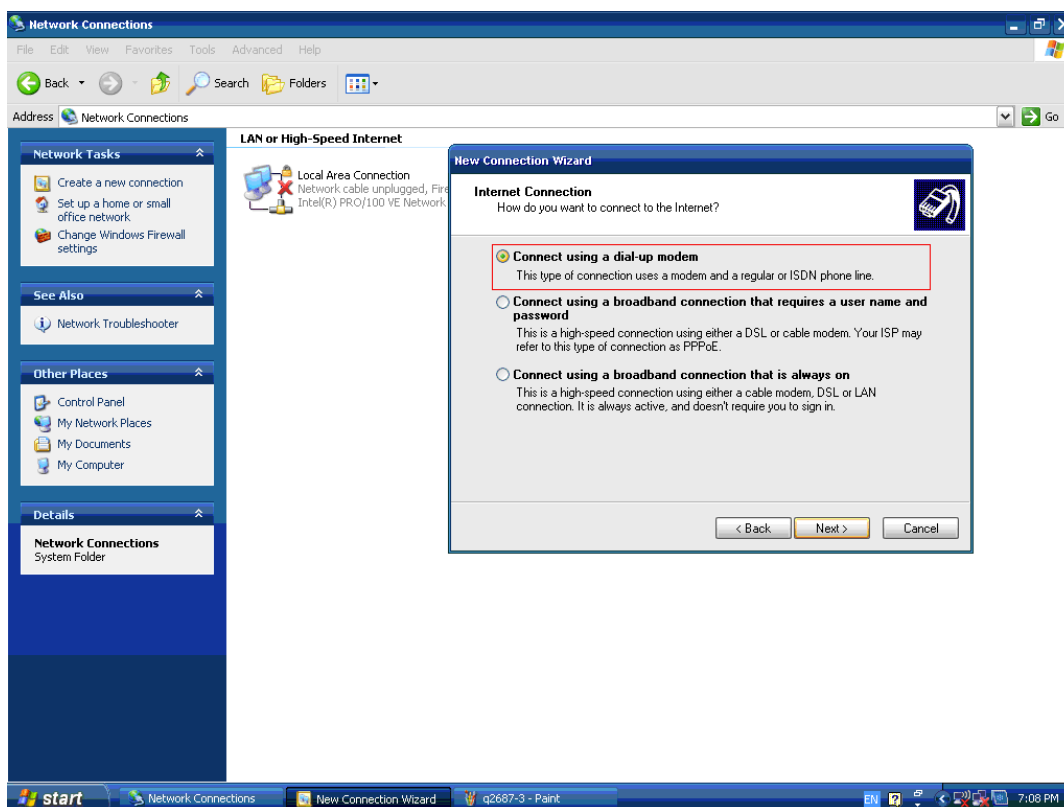 Network Connections
File Edit View Favorites Tools Advanced Help
Back Search Folders
Address Network Connections Go
Network Tasks
Create a new connection
Set up a home or small
office network
Change Windows Firewall
settings
See Also
Network Troubleshooter
Other Places
Control Panel
My Network Places
My Documents
My Computer
Details
Network Connections
System Folder
LAN or High-Speed Internet
Local Area Connection
Network cable unplugged, Fire
Intel(R) PRO/100 VE Network
New Connection Wizard
Internet Connection
How do you want to connect to the Internet?
Connect using a dial-up modem
This type of connection uses a modem and a regular or ISDN phone line.
Connect using a broadband connection that requires a user name and
password
This is a high-speed connection using either a DSL or cable modem. Your ISP may
refer to this type of connection as PPPoE.
Connect using a broadband connection that is always on
This is a high-speed connection using either a cable modem, DSL or LAN
connection. It is always active, and doesn't require you to sign in.
< Back Next > Cancel
start Network Connections New Connection Wizard q2687-3 - Paint EN 7:08 PM